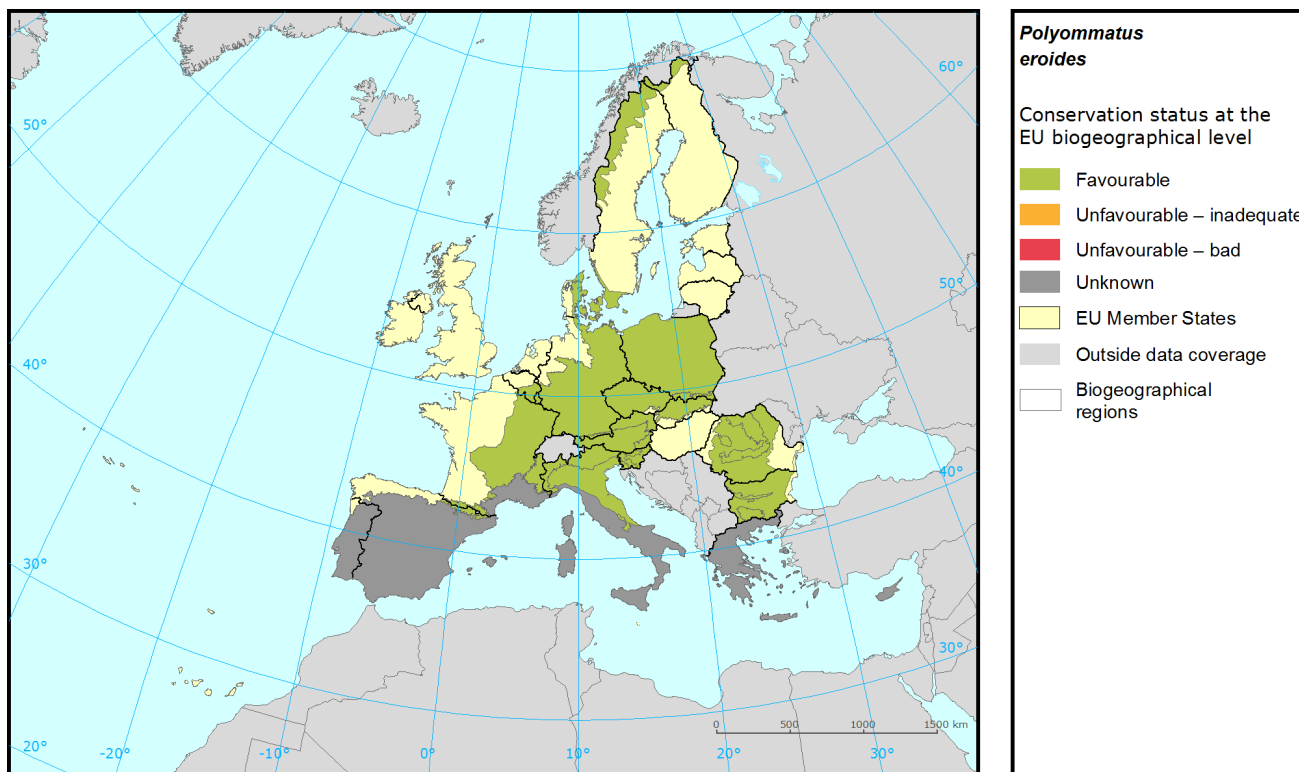 Polyommatus
eroides
Conservation status at the
EU biogeographical level
Favourable
Unfavourable – inadequate
Unfavourable – bad
Unknown
EU Member States
Outside data coverage
Biogeographical
regions
60°
50°
50°
40°
40°
30°
30°
20°
-20°
-10°
0°
10°
20°
30°
0 500 1000 1500 km